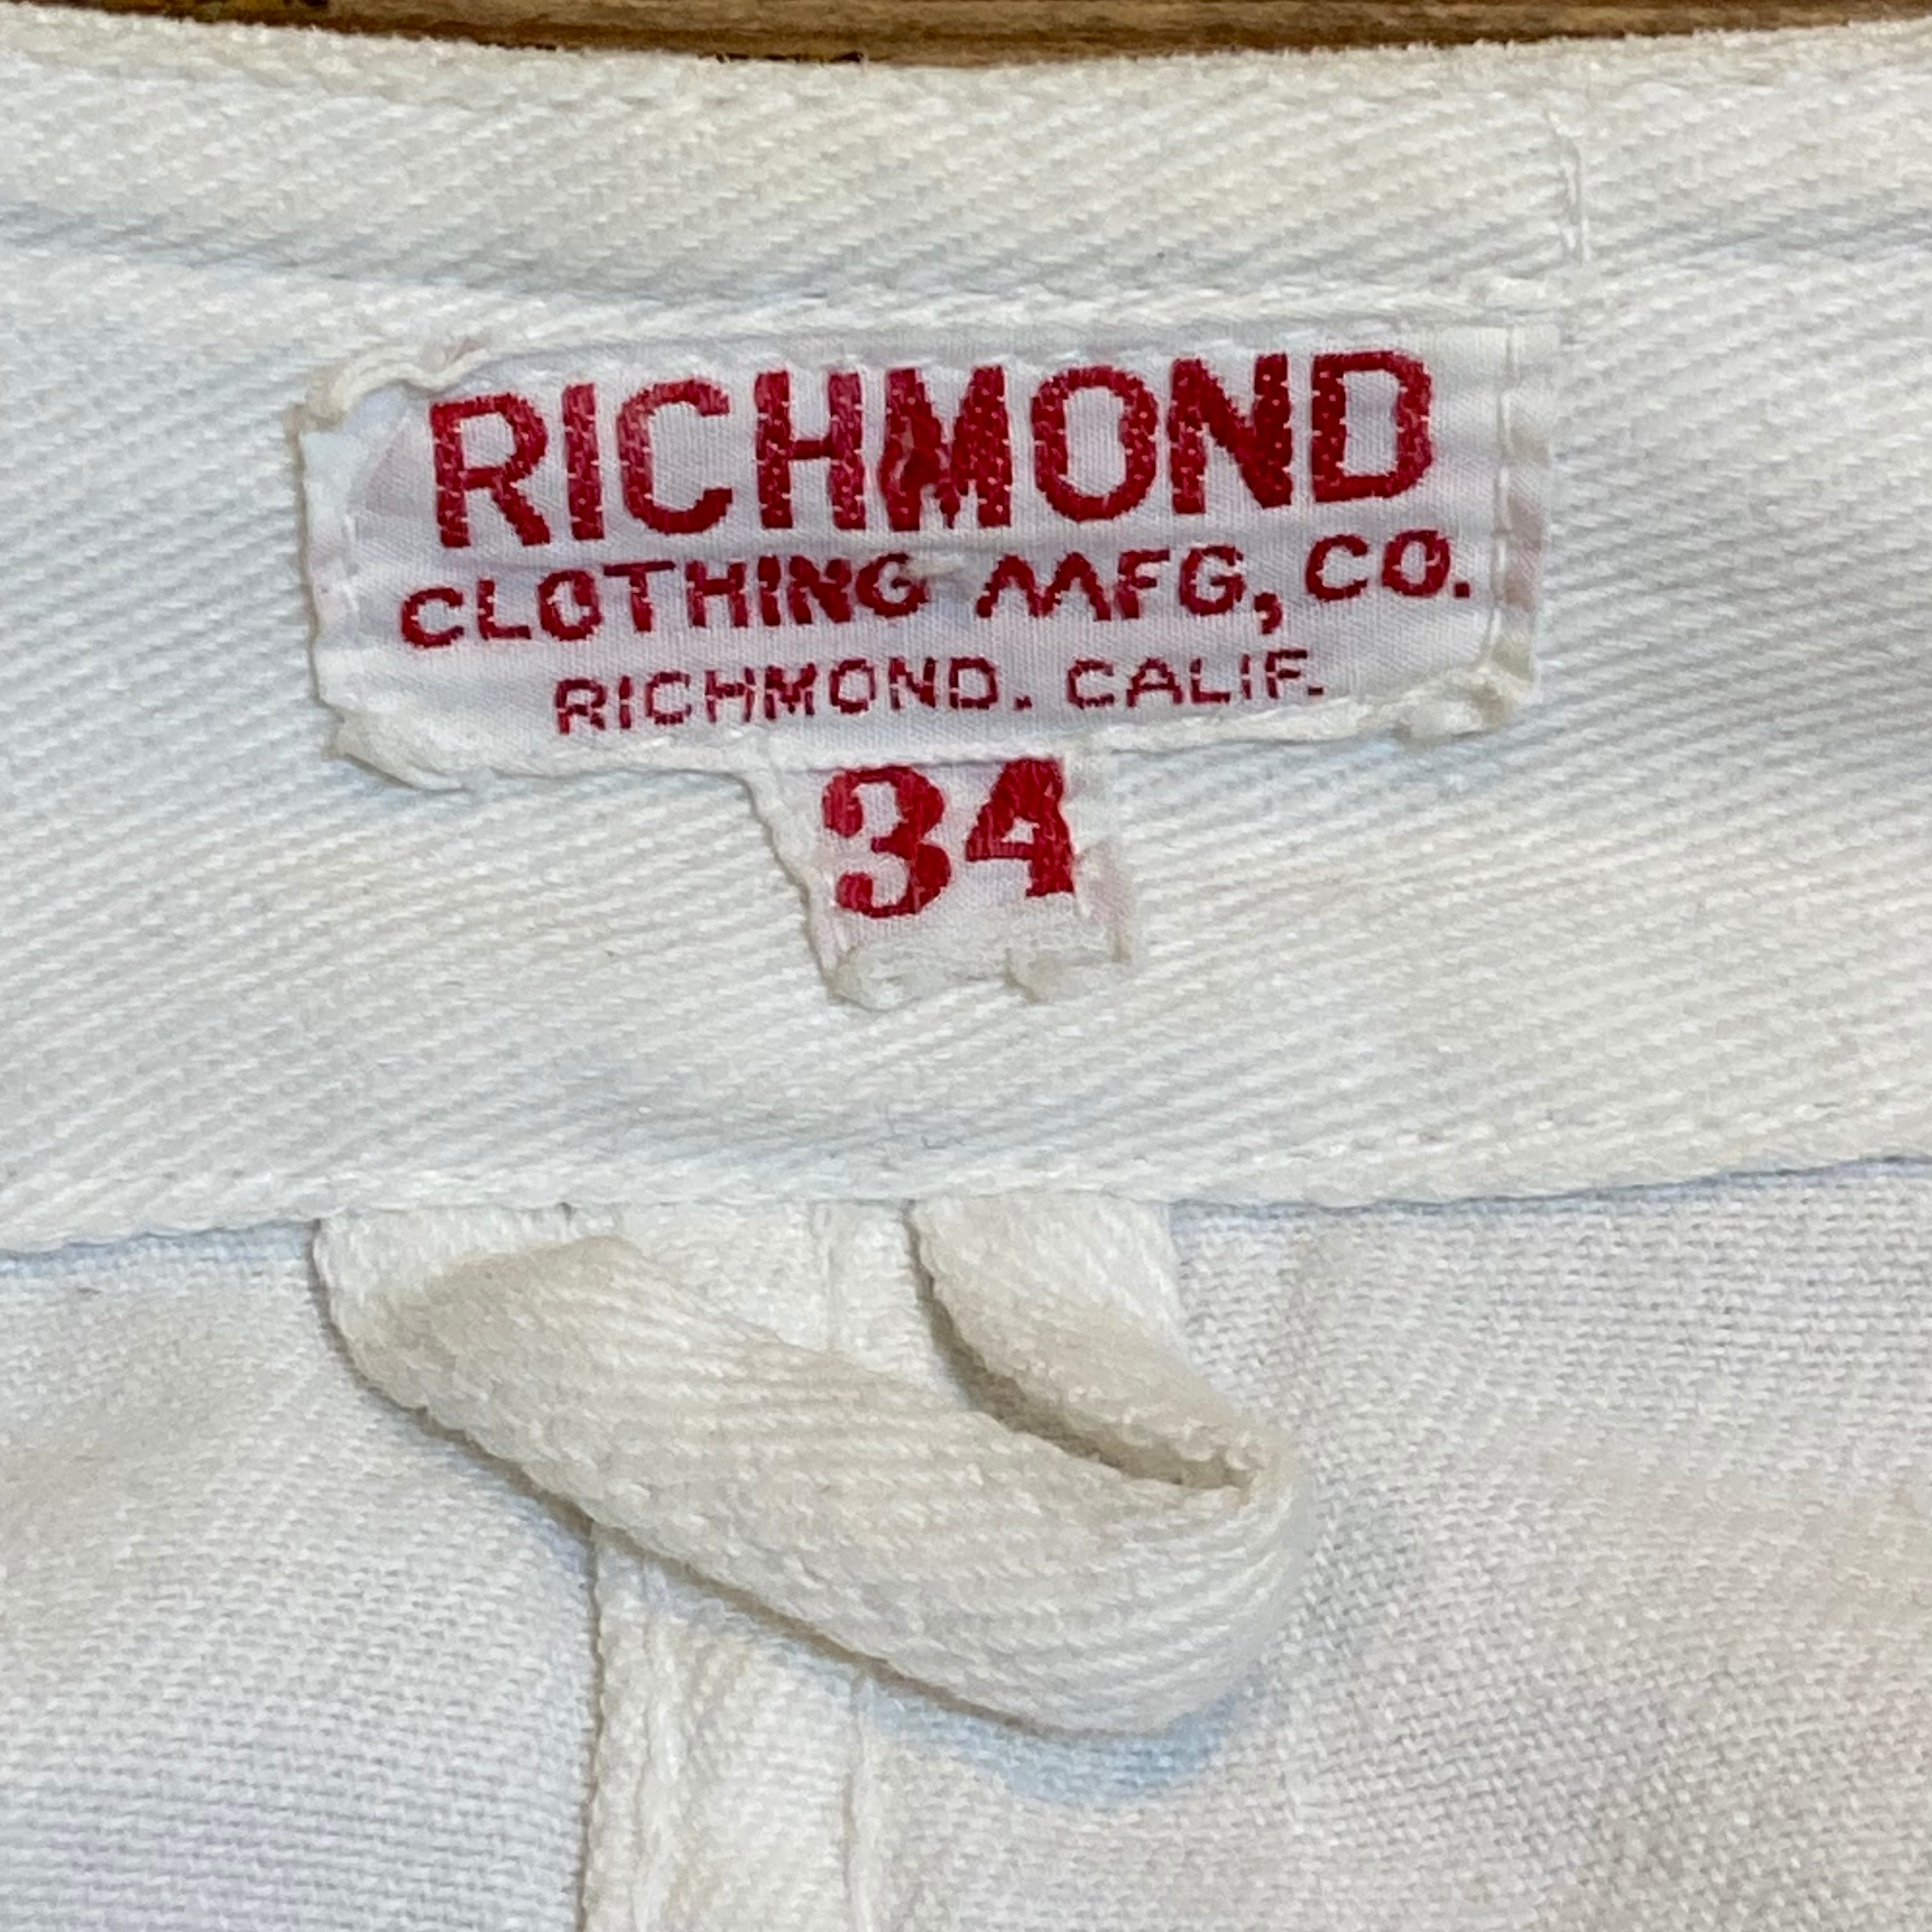 RICHMOND
CLOTHING MFG, CO.
RICHMOND. CALIF.
34